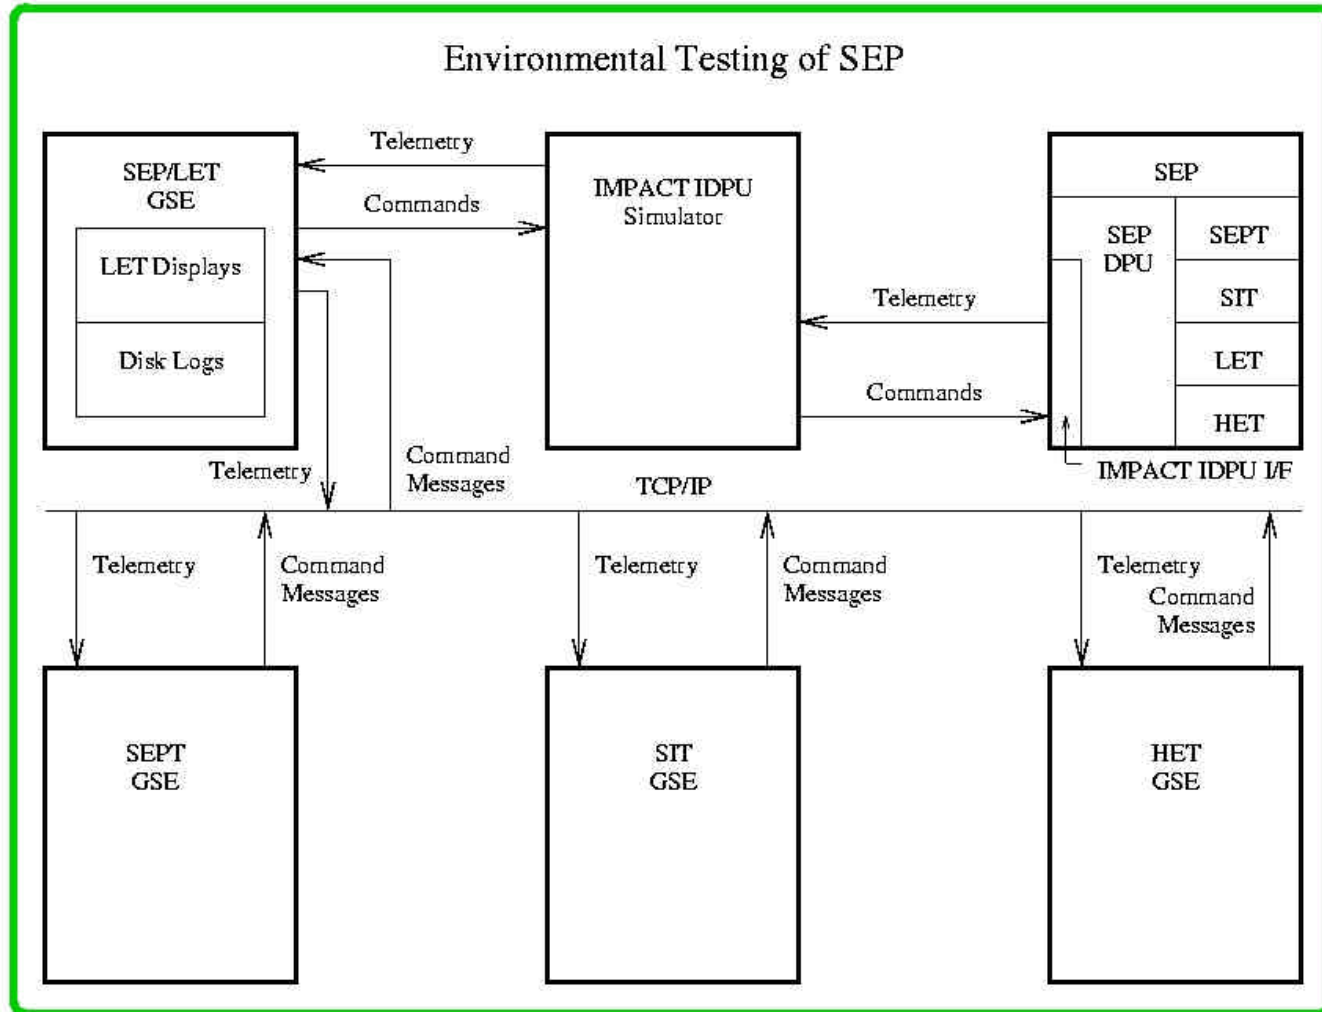 Environmental Testing of SEP
SEP/LET
GSE
LET Displays
Disk Logs
Telemetry
Commands
IMPACT IDPU
Simulator
Telemetry
Commands
SEP
SEP
DPU
SEPT
SIT
LET
HET
IMPACT IDPU I/F
Telemetry
Command
Messages
TCP/IP
Telemetry
Command
Messages
Telemetry
Command
Messages
Telemetry
Command
Messages
SEPT
GSE
SIT
GSE
HET
GSE